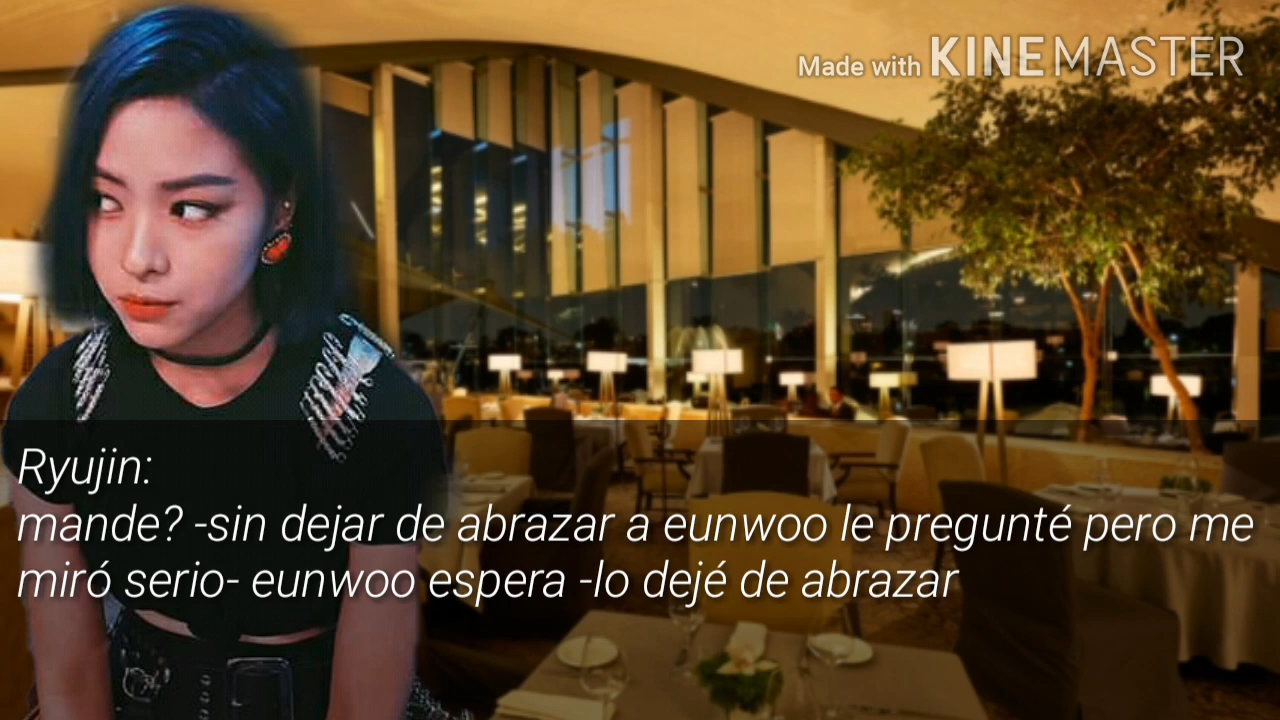 Made with KINEMASTER
Ryujin:
mande? -sin dejar de abrazar a eunwoo le pregunté pero me
miró serio- eunwoo espera -lo dejé de abrazar